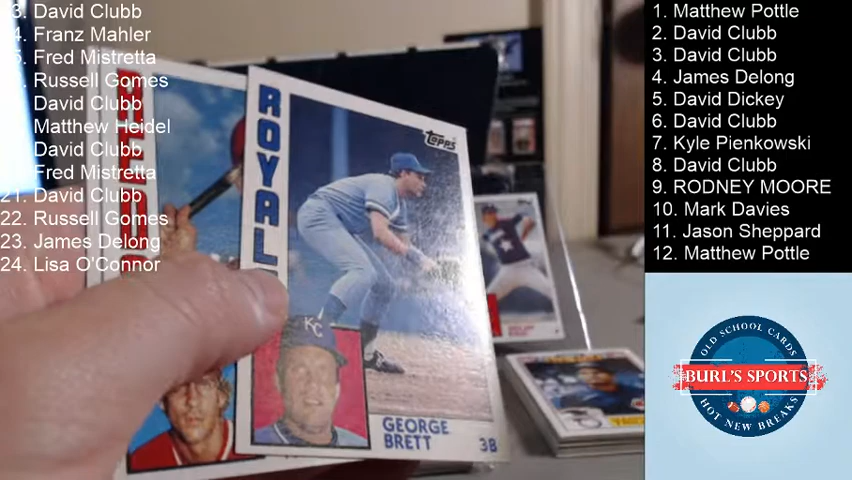 David Clubb
Franz Mahler
Fred Mistretta
Russell Gomes
David Clubb
Matthew Heidel
David Clubb
Fred Mistretta
21. David Clubb
22. Russell Gomes
23. James Delong
24. Lisa O'Connor
1. Matthew Pottle
2. David Clubb
3. David Clubb
4. James Delong
5. David Dickey
6. David Clubb
7. Kyle Pienkowski
8. David Clubb
9. RODNEY MOORE
10. Mark Davies
11. Jason Sheppard
12. Matthew Pottle
ROYAL
Topps
KC
GEORGE
BRETT
3B
OLD SCHOOL CARDS
BURL'S SPORTS
HOT NEW BREAKS